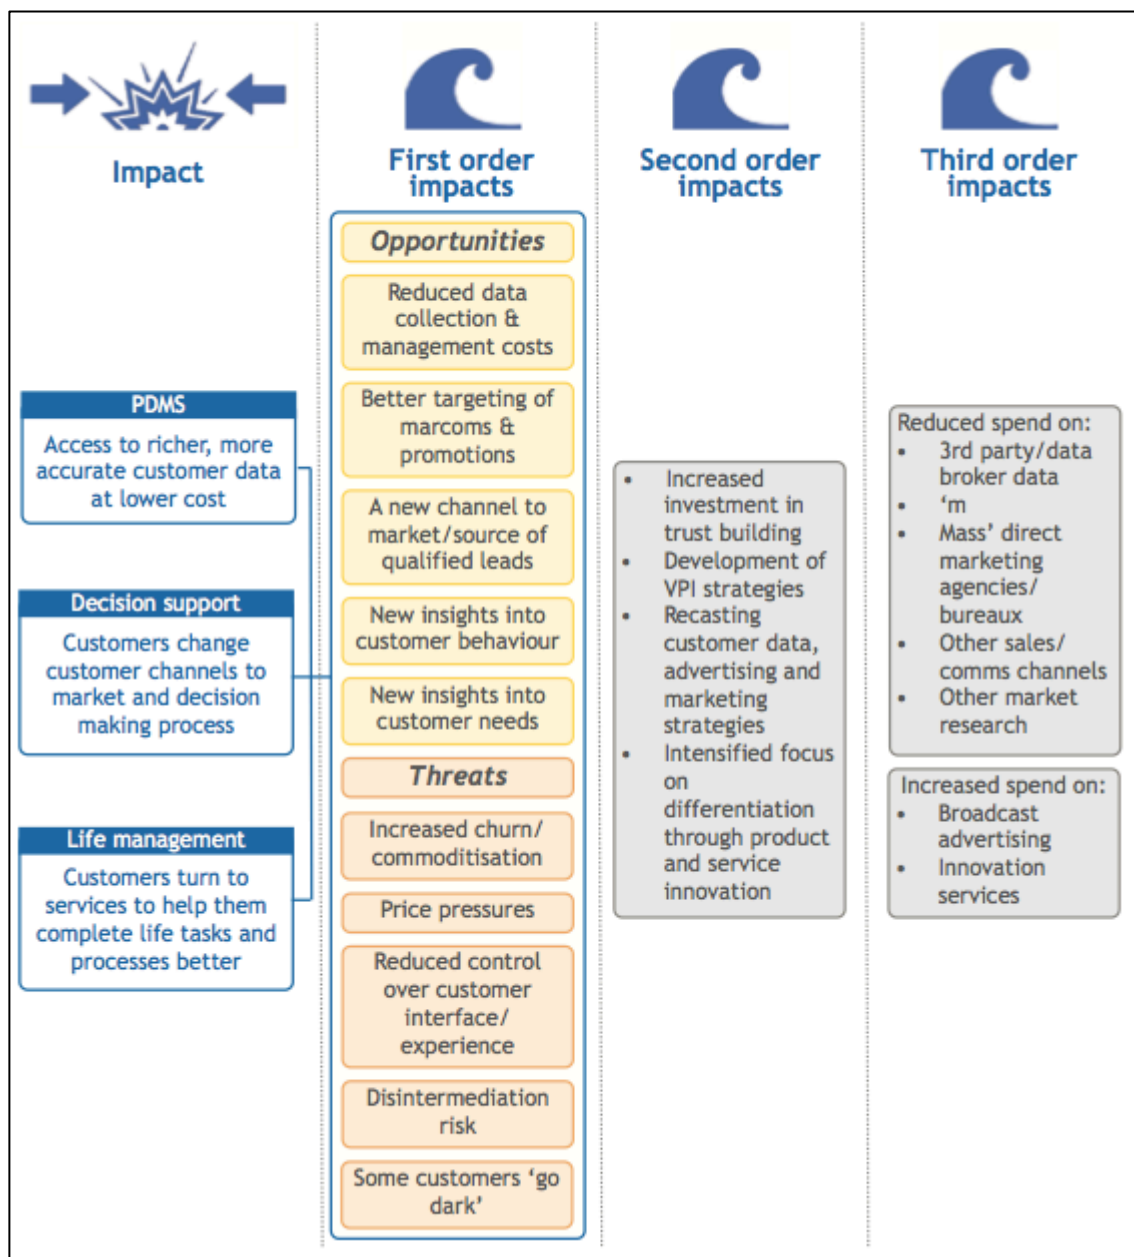 Impact
First order
impacts
Second order
impacts
Third order
impacts
PDMS
Access to richer, more
accurate customer data
at lower cost
Decision support
Customers change
customer channels to
market and decision
making process
Life management
Customers turn to
services to help them
complete life tasks and
processes better
Opportunities
Reduced data
collection &
management costs
Better targeting of
marcoms &
promotions
A new channel to
market/source of
qualified leads
New insights into
customer behaviour
New insights into
customer needs
Threats
Increased churn/
commoditisation
Price pressures
Reduced control
over customer
interface/
experience
Disintermediation
risk
Some customers ‘go
dark’
• Increased
investment in
trust building
• Development of
VPI strategies
• Recasting
customer data,
advertising and
marketing
strategies
• Intensified focus
on
differentiation
through product
and service
innovation
Reduced spend on:
• 3rd party/data
broker data
• ‘m
• Mass’ direct
marketing
agencies/
bureaux
• Other sales/
comms channels
• Other market
research
Increased spend on:
• Broadcast
advertising
• Innovation
services